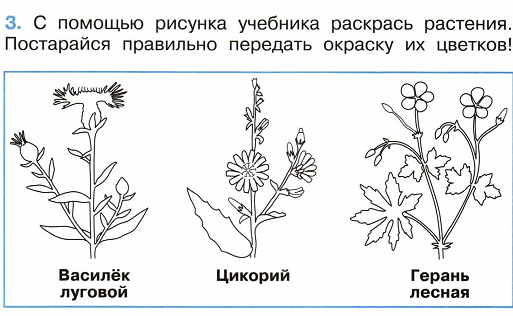 3. С помощью рисунка учебника раскрась растения.
Постарайся правильно передать окраску их цветков!
Василёк
луговой
Цикорий
Герань
лесная